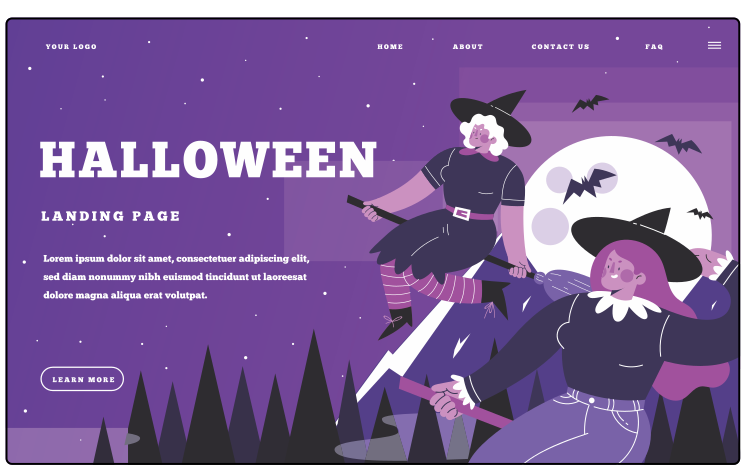 YOUR LOGO
HOME
ABOUT
CONTACT US
FAQ
HALLOWEEN
LANDING PAGE
Lorem ipsum dolor sit amet, consectetuer adipiscing elit,
sed diam nonummy nibh euismod tincidunt ut laoreesat
dolore magna aliqua erat volutpat.
LEARN MORE